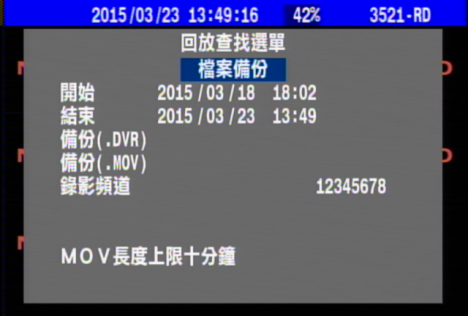 2015/03/23 13:49:16 42% 3521-RD
回放查找選單
檔案備份
開始 2015/03/18 18:02
結束 2015/03/23 13:49
備份(.DVR)
備份(.MOV)
錄影頻道 12345678
MOV長度上限十分鐘